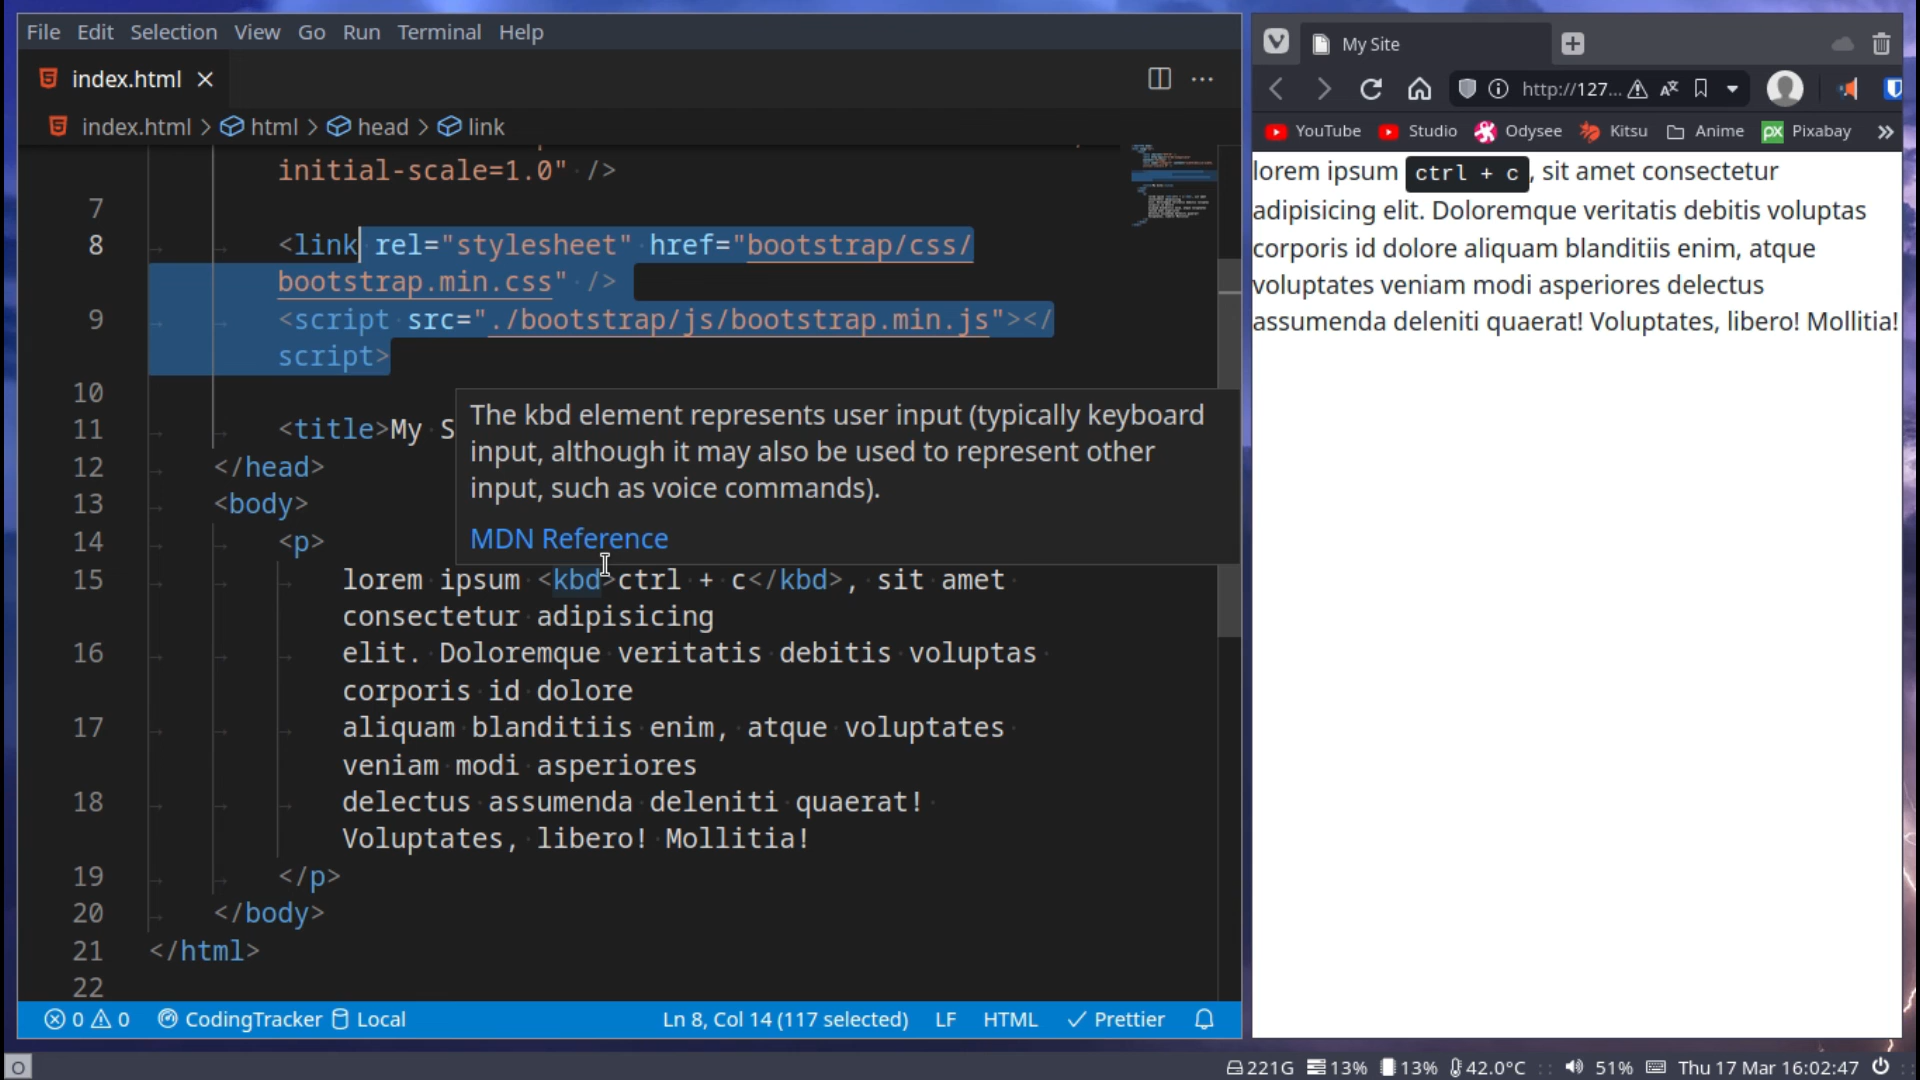 File Edit Selection View Go Run Terminal Help
index.html
index.html > html > head > link
initial-scale=1.0" />
7
8 <link rel="stylesheet" href="bootstrap/css/
bootstrap.min.css" />
9 <script src="./bootstrap/js/bootstrap.min.js"></
script>
10
11 <title>My S
12 </head>
13 <body>
14 <p>
15 lorem ipsum <kbd>ctrl + c</kbd>, sit amet
consectetur adipisicing
16 elit. Doloremque veritatis debitis voluptas
corporis id dolore
17 aliquam blanditiis enim, atque voluptates
veniam modi asperiores
18 delectus assumenda deleniti quaerat!
Voluptates, libero! Mollitia!
19 </p>
20 </body>
21 </html>
22
The kbd element represents user input (typically keyboard
input, although it may also be used to represent other
input, such as voice commands).
MDN Reference
0 0 CodingTracker Local Ln 8, Col 14 (117 selected) LF HTML Prettier
My Site
http://127...
YouTube Studio Odysee Kitsu Anime px Pixabay
lorem ipsum ctrl + c, sit amet consectetur
adipisicing elit. Doloremque veritatis debitis voluptas
corporis id dolore aliquam blanditiis enim, atque
voluptates veniam modi asperiores delectus
assumenda deleniti quaerat! Voluptates, libero! Mollitia!
221G 13% 13% 42.0°C :: 51% Thu 17 Mar 16:02:47